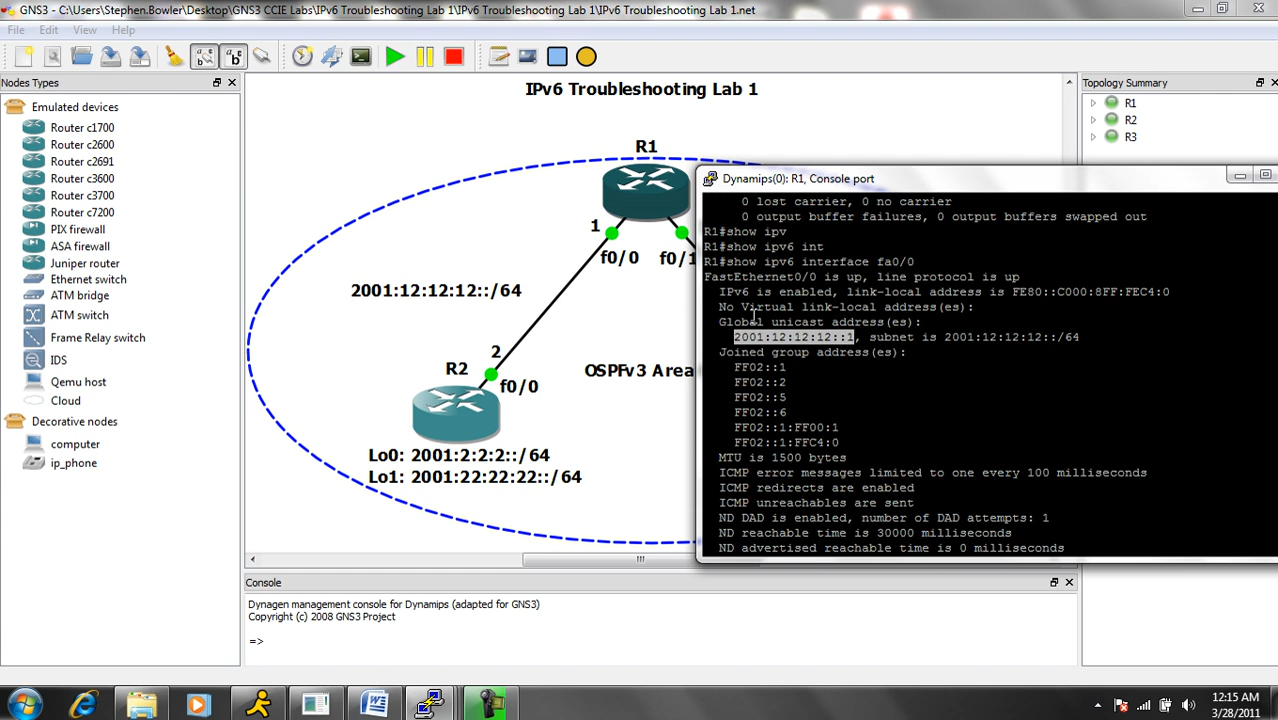 GNS3 - C:\Users\Stephen.Bowler\Desktop\GNS3 CCIE Labs\IPv6 Troubleshooting Lab 1\IPv6 Troubleshooting Lab 1\IPv6 Troubleshooting Lab 1.net
File Edit View Help
Nodes Types
Emulated devices
Router c1700
Router c2600
Router c2691
Router c3600
Router c3700
Router c7200
PIX firewall
ASA firewall
Juniper router
Ethernet switch
ATM bridge
ATM switch
Frame Relay switch
IDS
Qemu host
Cloud
Decorative nodes
computer
ip_phone
IPv6 Troubleshooting Lab 1
R1
1
f0/0
f0/1
2001:12:12:12::/64
2
R2
f0/0
OSPFv3 Area
Lo0: 2001:2:2:2::/64
Lo1: 2001:22:22:22::/64
Topology Summary
R1
R2
R3
Dynamips(0): R1, Console port
0 lost carrier, 0 no carrier
0 output buffer failures, 0 output buffers swapped out
R1#show ipv
R1#show ipv6 int
R1#show ipv6 interface fa0/0
FastEthernet0/0 is up, line protocol is up
IPv6 is enabled, link-local address is FE80::C000:8FF:FEC4:0
No Virtual link-local address(es):
Global unicast address(es):
2001:12:12:12::1, subnet is 2001:12:12:12::/64
Joined group address(es):
FF02::1
FF02::2
FF02::5
FF02::6
FF02::1:FF00:1
FF02::1:FFC4:0
MTU is 1500 bytes
ICMP error messages limited to one every 100 milliseconds
ICMP redirects are enabled
ICMP unreachables are sent
ND DAD is enabled, number of DAD attempts: 1
ND reachable time is 30000 milliseconds
ND advertised reachable time is 0 milliseconds
Console
Dynagen management console for Dynamips (adapted for GNS3)
Copyright (c) 2008 GNS3 Project
=>
12:15 AM
3/28/2011